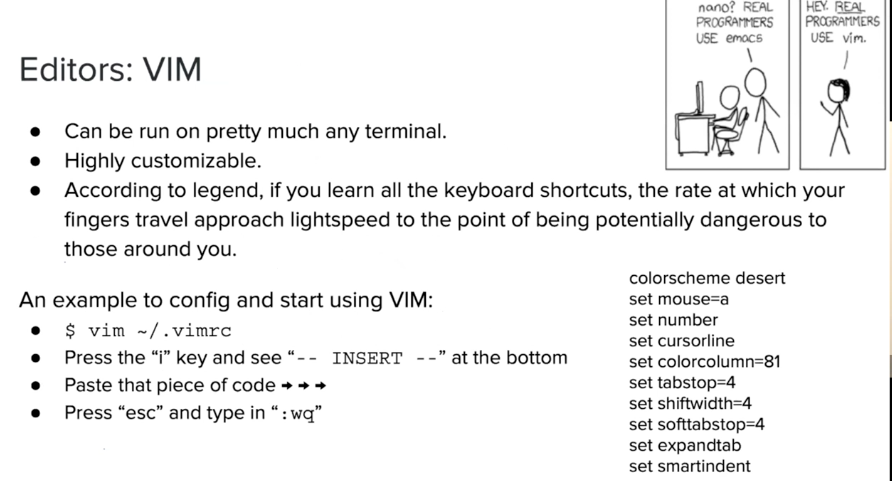 nano? REAL
PROGRAMMERS
USE emacs
HEY. REAL
PROGRAMMERS
USE vim.
Editors: VIM
● Can be run on pretty much any terminal.
● Highly customizable.
● According to legend, if you learn all the keyboard shortcuts, the rate at which your
fingers travel approach lightspeed to the point of being potentially dangerous to
those around you.
An example to config and start using VIM:
● $ vim ~/.vimrc
● Press the “i” key and see “-- INSERT --” at the bottom
● Paste that piece of code ➔ ➔ ➔
● Press “esc” and type in “:wq”
colorscheme desert
set mouse=a
set number
set cursorline
set colorcolumn=81
set tabstop=4
set shiftwidth=4
set softtabstop=4
set expandtab
set smartindent